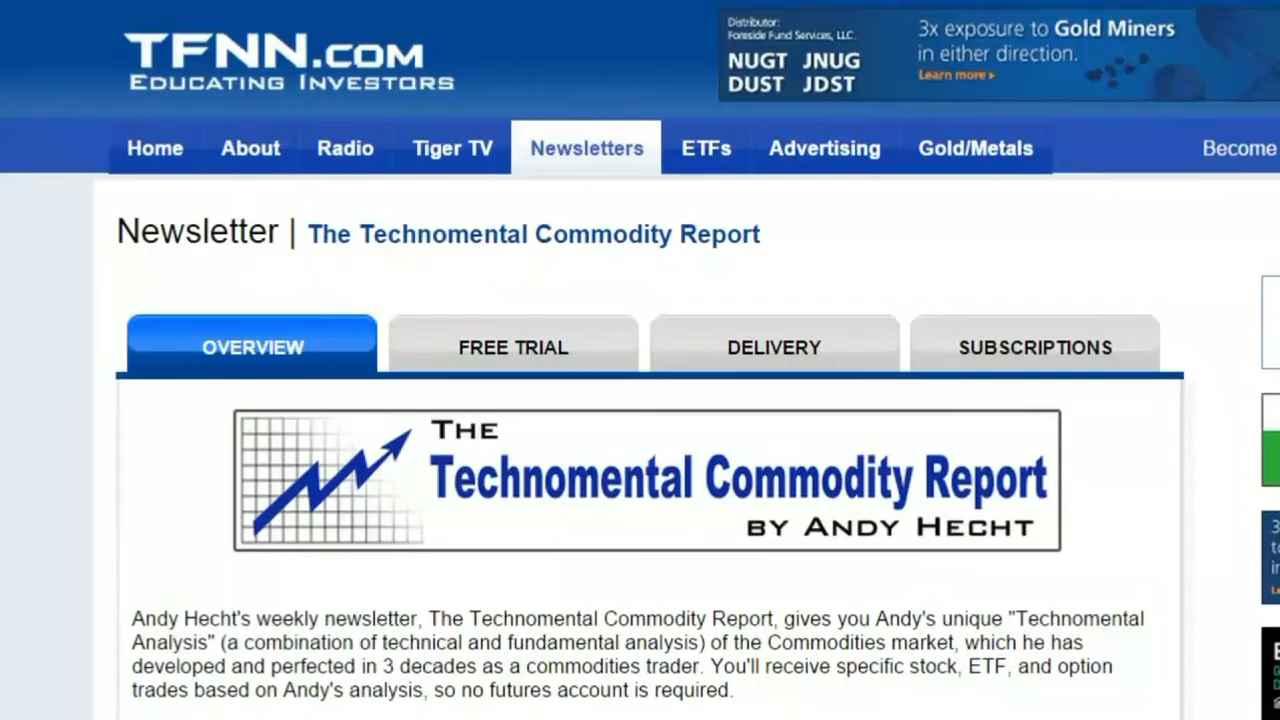 TFNN.COM
EDUCATING INVESTORS
Distributor:
Foreside Fund Services, LLC.
NUGT JNUG
DUST JDST
3x exposure to Gold Miners
in either direction.
Learn more
Home About Radio Tiger TV Newsletters ETFs Advertising Gold/Metals Become
Newsletter | The Technomental Commodity Report
OVERVIEW FREE TRIAL DELIVERY SUBSCRIPTIONS
THE
Technomental Commodity Report
BY ANDY HECHT
Andy Hecht's weekly newsletter, The Technomental Commodity Report, gives you Andy's unique "Technomental
Analysis" (a combination of technical and fundamental analysis) of the Commodities market, which he has
developed and perfected in 3 decades as a commodities trader. You'll receive specific stock, ETF, and option
trades based on Andy's analysis, so no futures account is required.